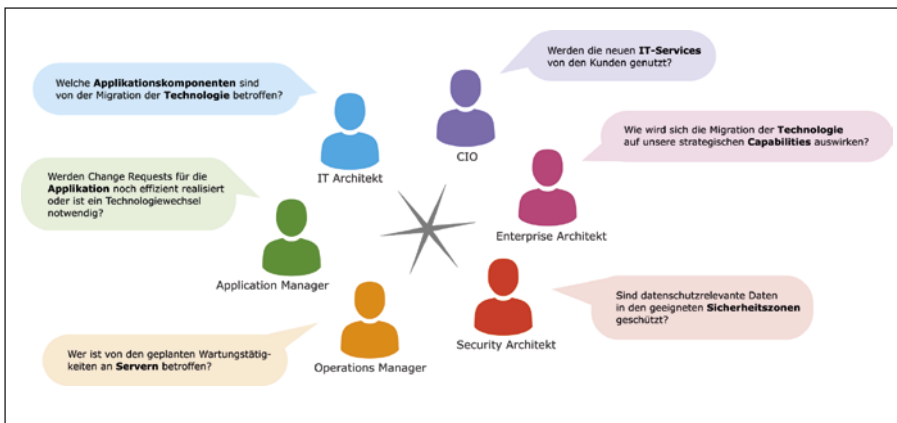 Werden die neuen IT-Services
von den Kunden genutzt?
Welche Applikationskomponenten sind
von der Migration der Technologie betroffen?
CIO
Wie wird sich die Migration der Technologie
auf unsere strategischen Capabilities auswirken?
IT Architekt
Werden Change Requests für die
Applikation noch effizient realisiert
oder ist ein Technologiewechsel
notwendig?
Enterprise Architekt
Application Manager
Sind datenschutzrelevante Daten
in den geeigneten Sicherheitszonen
geschützt?
Security Architekt
Wer ist von den geplanten Wartungstätig-
keiten an Servern betroffen?
Operations Manager